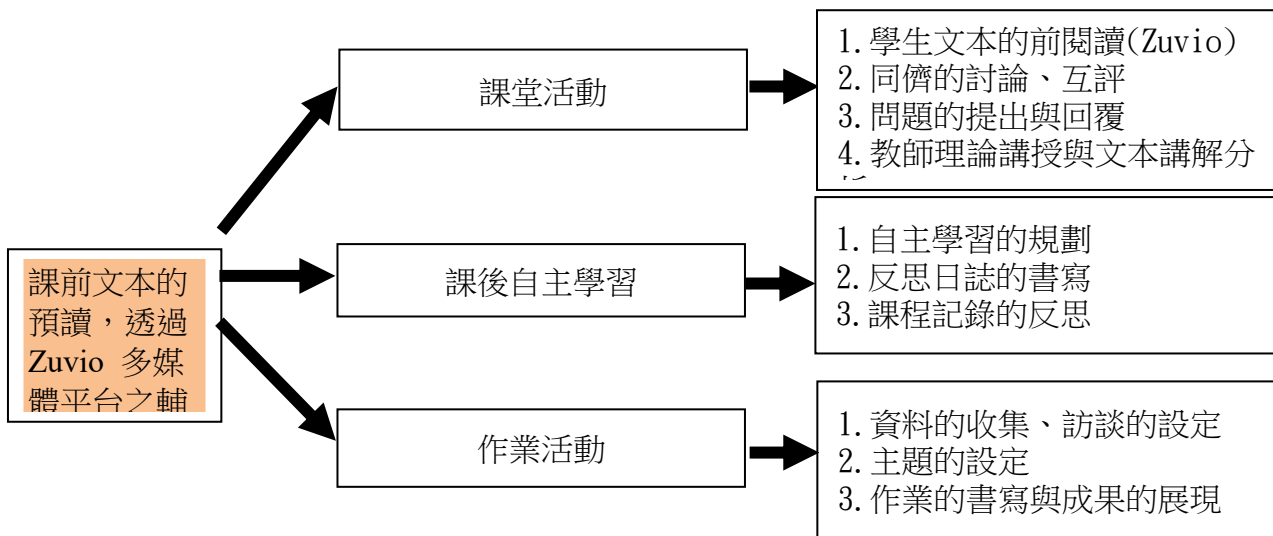 課前文本的
預讀，透過
Zuvio 多媒
體平台之輔
課堂活動
1.學生文本的前閱讀(Zuvio)
2.同儕的討論、互評
3.問題的提出與回覆
4.教師理論講授與文本講解分
課後自主學習
1.自主學習的規劃
2.反思日誌的書寫
3.課程記錄的反思
作業活動
1.資料的收集、訪談的設定
2.主題的設定
3.作業的書寫與成果的展現